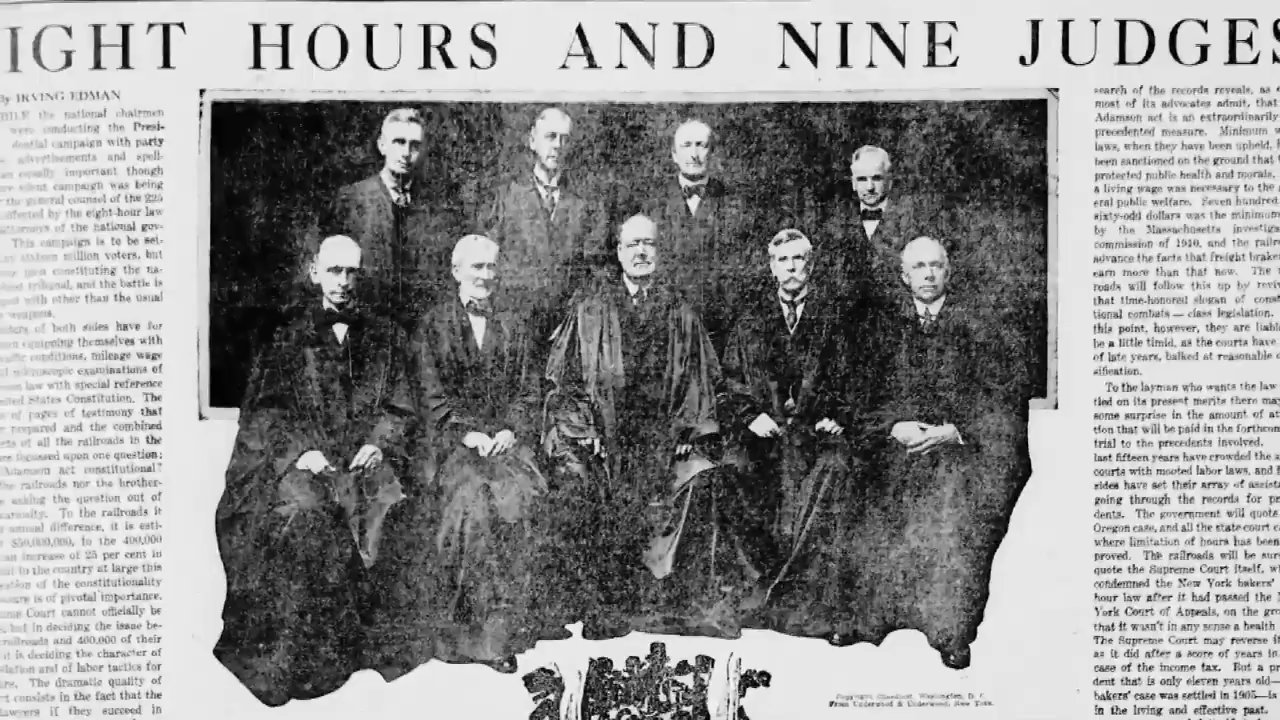 IGHT HOURS AND NINE JUDGES
By IRVING EDMAN
HILE the national chairmen
were conducting the Presi-
dential campaign with party
advertisements and spell-
an equally important though
silent campaign was being
the general counsel of the 225
affected by the eight-hour law
attorneys of the national gov-
This campaign is to be set-
sixteen million voters, but
men constituting the na-
tribunal, and the battle is
with other than the usual
weapons.
of both sides have for
equipping themselves with
conditions, mileage wage
microscopic examinations of
law with special reference
United States Constitution. The
of pages of testimony that
prepared and the combined
of all the railroads in the
focussed upon one question:
Adamson act constitutional?
the railroads nor the brother-
asking the question out of
curiosity. To the railroads it
annual difference, it is esti-
$50,000,000, to the 400,000
an increase of 25 per cent in
to the country at large this
question of the constitutionality
is of pivotal importance.
Court cannot officially be
but in deciding the issue be-
railroads and 400,000 of their
it is deciding the character of
and of labor tactics for
The dramatic quality of
consists in the fact that the
lawyers if they succeed in
Washington, D. C.
From Underwood & Underwood, New York.
search of the records reveals, as
most of its advocates admit, that
Adamson act is an extraordinarily
precedented measure. Minimum
laws, when they have been upheld,
been sanctioned on the ground that
protected public health and morals,
a living wage was necessary to the
eral public welfare. Seven hundred
sixty-odd dollars was the minimum
by the Massachusetts investiga
commission of 1910, and the railr
advance the facts that freight brake
earn more than that now. The
roads will follow this up by revi
that time-honored slogan of cons
tional combats—class legislation.
this point, however, they are liabl
be a little timid, as the courts have
of late years, balked at reasonable
sification.
To the layman who wants the law
tled on its present merits there may
some surprise in the amount of at
tion that will be paid in the forthcom
trial to the precedents involved.
last fifteen years have crowded the
courts with mooted labor laws, and
sides have set their array of assista
going through the records for pr
dents. The government will quote
Oregon case, and all the state court
where limitation of hours has been
proved. The railroads will be sur
quote the Supreme Court itself, w
condemned the New York bakers'
hour law after it had passed the
York Court of Appeals, on the gro
that it wasn't in any sense a health
The Supreme Court may reverse i
as it did after a score of years in
case of the income tax. But a pr
dent that is only eleven years old—
bakers' case was settled in 1905—is
in the living and effective past.